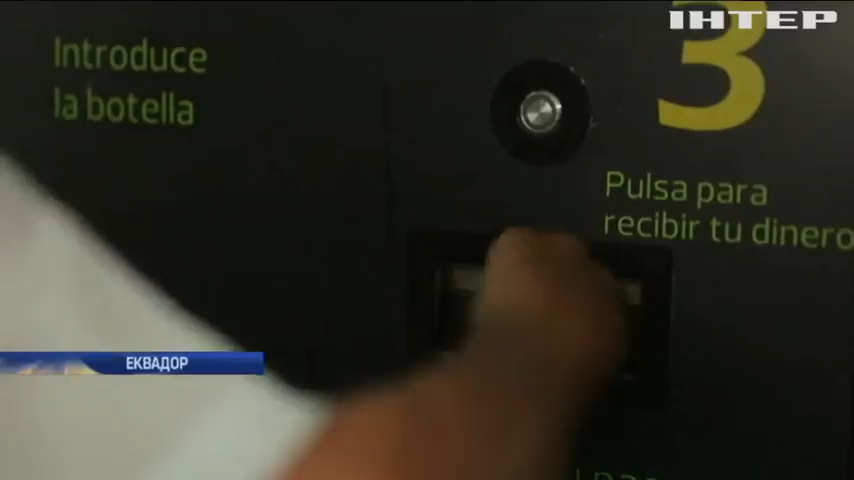 ІНТЕР
Introduce
la botella
3
Pulsa para
recibir tu dinero
ЕКВАДОР